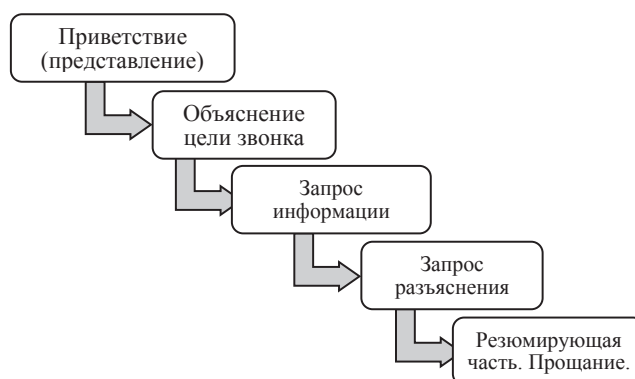 Приветствие
(представление)
Объяснение
цели звонка
Запрос
информации
Запрос
разъяснения
Резюмирующая
часть. Прощание.